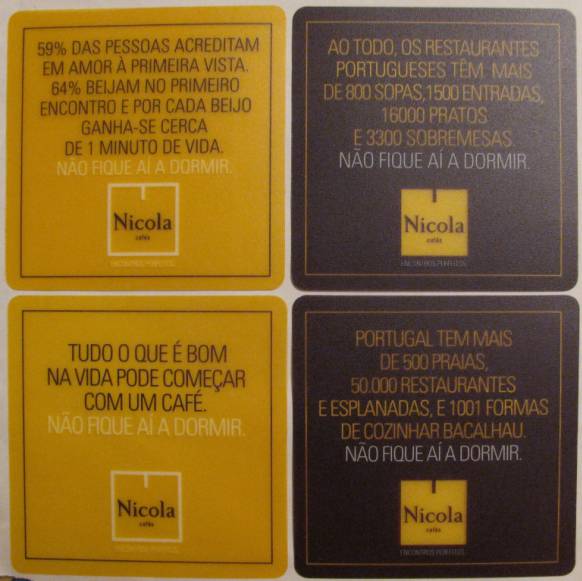 59% DAS PESSOAS ACREDITAM
EM AMOR À PRIMEIRA VISTA.
64% BEIJAM NO PRIMEIRO
ENCONTRO E POR CADA BEIJO
GANHA-SE CERCA
DE 1 MINUTO DE VIDA.
NÃO FIQUE AÍ A DORMIR.
Nicola
cafés
ENCONTROS PERFEITOS
AO TODO, OS RESTAURANTES
PORTUGUESES TÊM MAIS
DE 800 SOPAS,1500 ENTRADAS,
16000 PRATOS
E 3300 SOBREMESAS.
NÃO FIQUE AÍ A DORMIR.
Nicola
cafés
ENCONTROS PERFEITOS
TUDO O QUE É BOM
NA VIDA PODE COMEÇAR
COM UM CAFÉ.
NÃO FIQUE AÍ A DORMIR.
Nicola
cafés
ENCONTROS PERFEITOS
PORTUGAL TEM MAIS
DE 500 PRAIAS,
50.000 RESTAURANTES
E ESPLANADAS, E 1001 FORMAS
DE COZINHAR BACALHAU.
NÃO FIQUE AÍ A DORMIR.
Nicola
cafés
ENCONTROS PERFEITOS